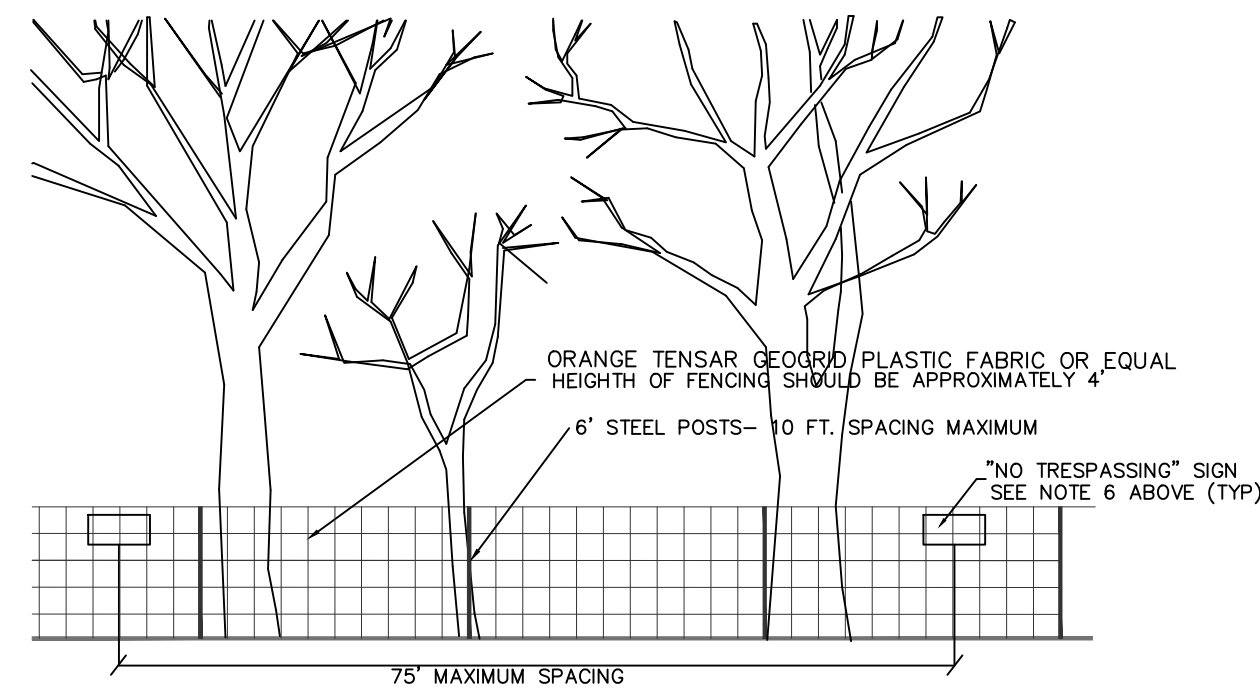 ORANGE TENSAR GEOGRID PLASTIC FABRIC OR EQUAL
HEIGHTH OF FENCING SHOULD BE APPROXIMATELY 4'
6' STEEL POSTS- 10 FT. SPACING MAXIMUM
"NO TRESPASSING" SIGN
SEE NOTE 6 ABOVE (TYP)
75' MAXIMUM SPACING